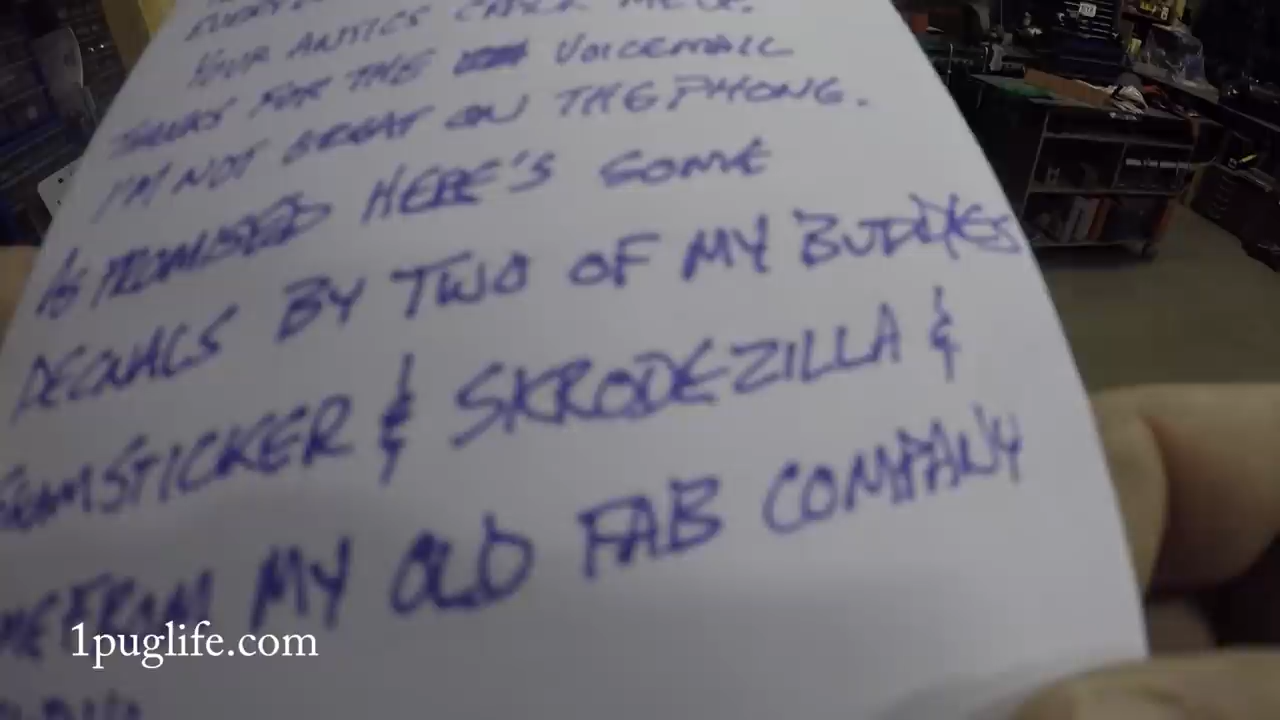 YOUR ANTICS CRACK ME UP.
THANKS FOR THE VOICEMAIL
I'M NOT GREAT ON THE PHONE.
AS PROMISED HERE'S SOME
DECALS BY TWO OF MY BUDDIES
& SKRODEZILLA &
FROM MY OLD FAB COMPANY
1puglife.com